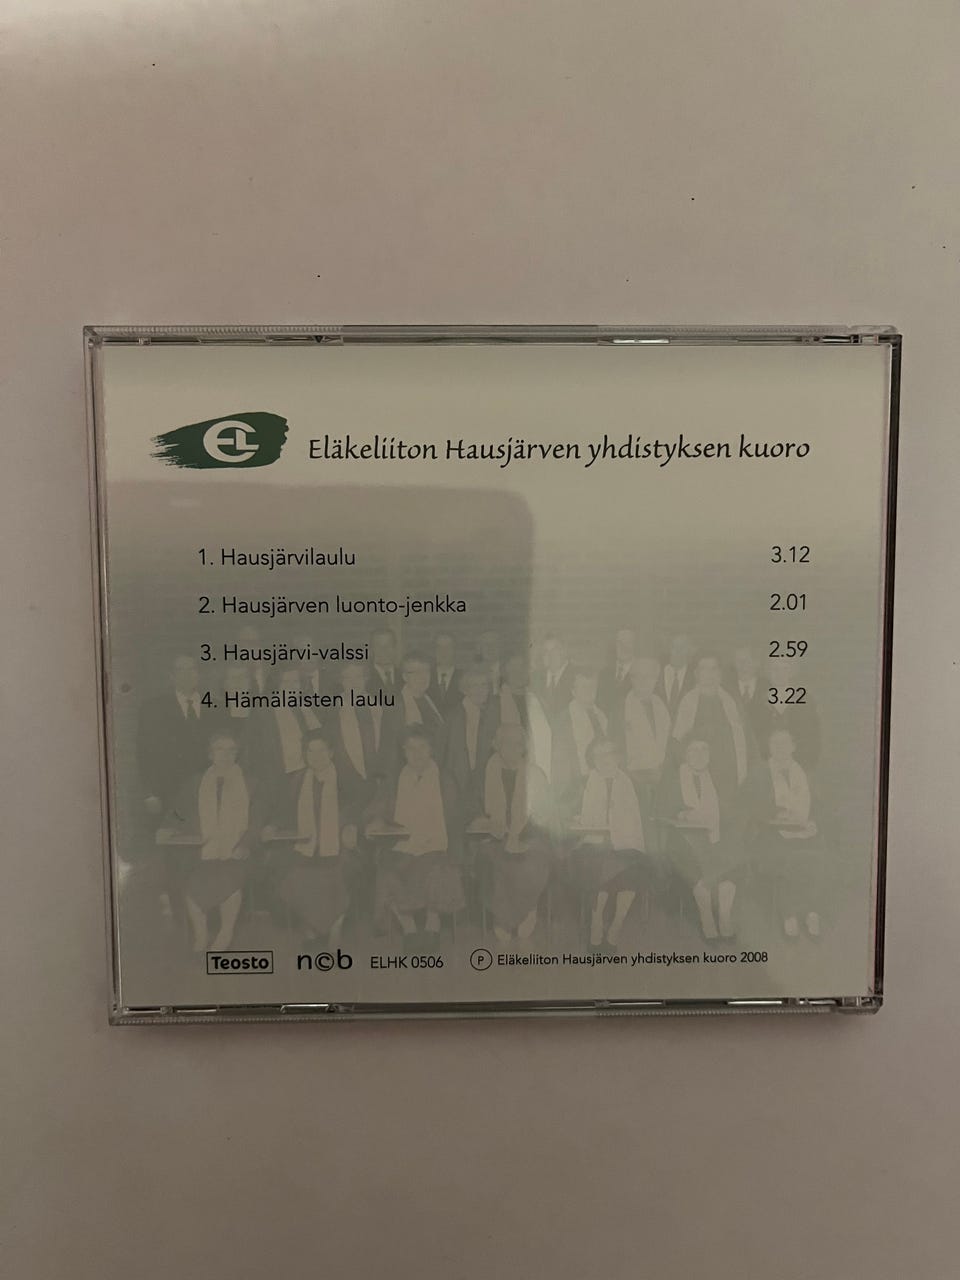 EL
Eläkeliiton Hausjärven yhdistyksen kuoro
1. Hausjärvilaulu 3.12
2. Hausjärven luonto-jenkka 2.01
3. Hausjärvi-valssi 2.59
4. Hämäläisten laulu 3.22
Teosto n©b ELHK 0506 Ⓟ Eläkeliiton Hausjärven yhdistyksen kuoro 2008